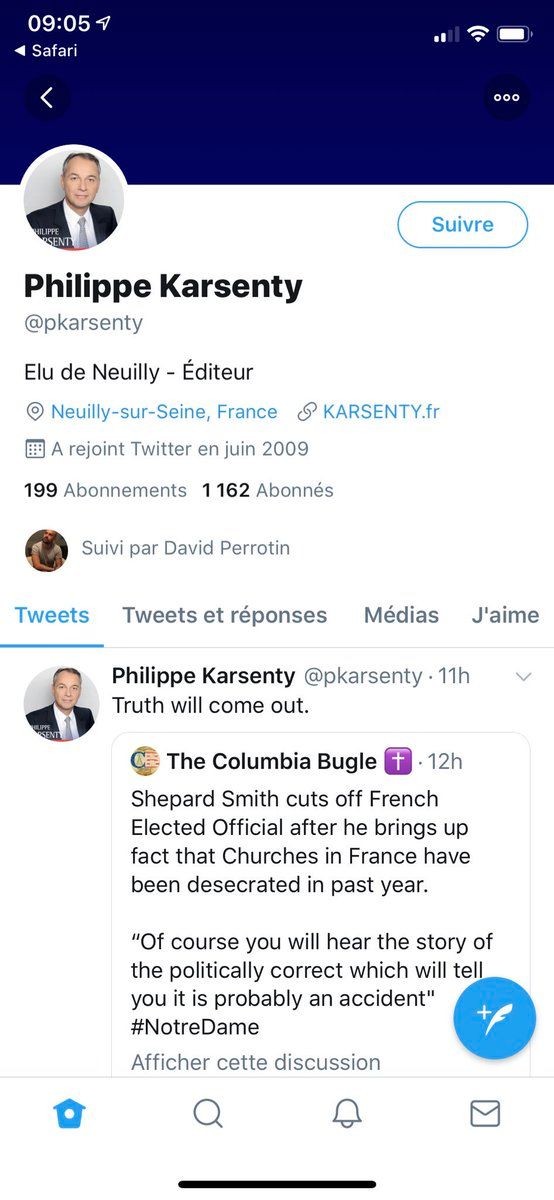 09:05
Safari
HILIPPE
ARSENTY
Suivre
Philippe Karsenty
@pkarsenty
Elu de Neuilly - Éditeur
Neuilly-sur-Seine, France KARSENTY.fr
A rejoint Twitter en juin 2009
199 Abonnements 1 162 Abonnés
Suivi par David Perrotin
Tweets Tweets et réponses Médias J'aime
Philippe Karsenty @pkarsenty · 11h
Truth will come out.
The Columbia Bugle ✝️ · 12h
Shepard Smith cuts off French
Elected Official after he brings up
fact that Churches in France have
been desecrated in past year.
“Of course you will hear the story of
the politically correct which will tell
you it is probably an accident"
#NotreDame
Afficher cette discussion